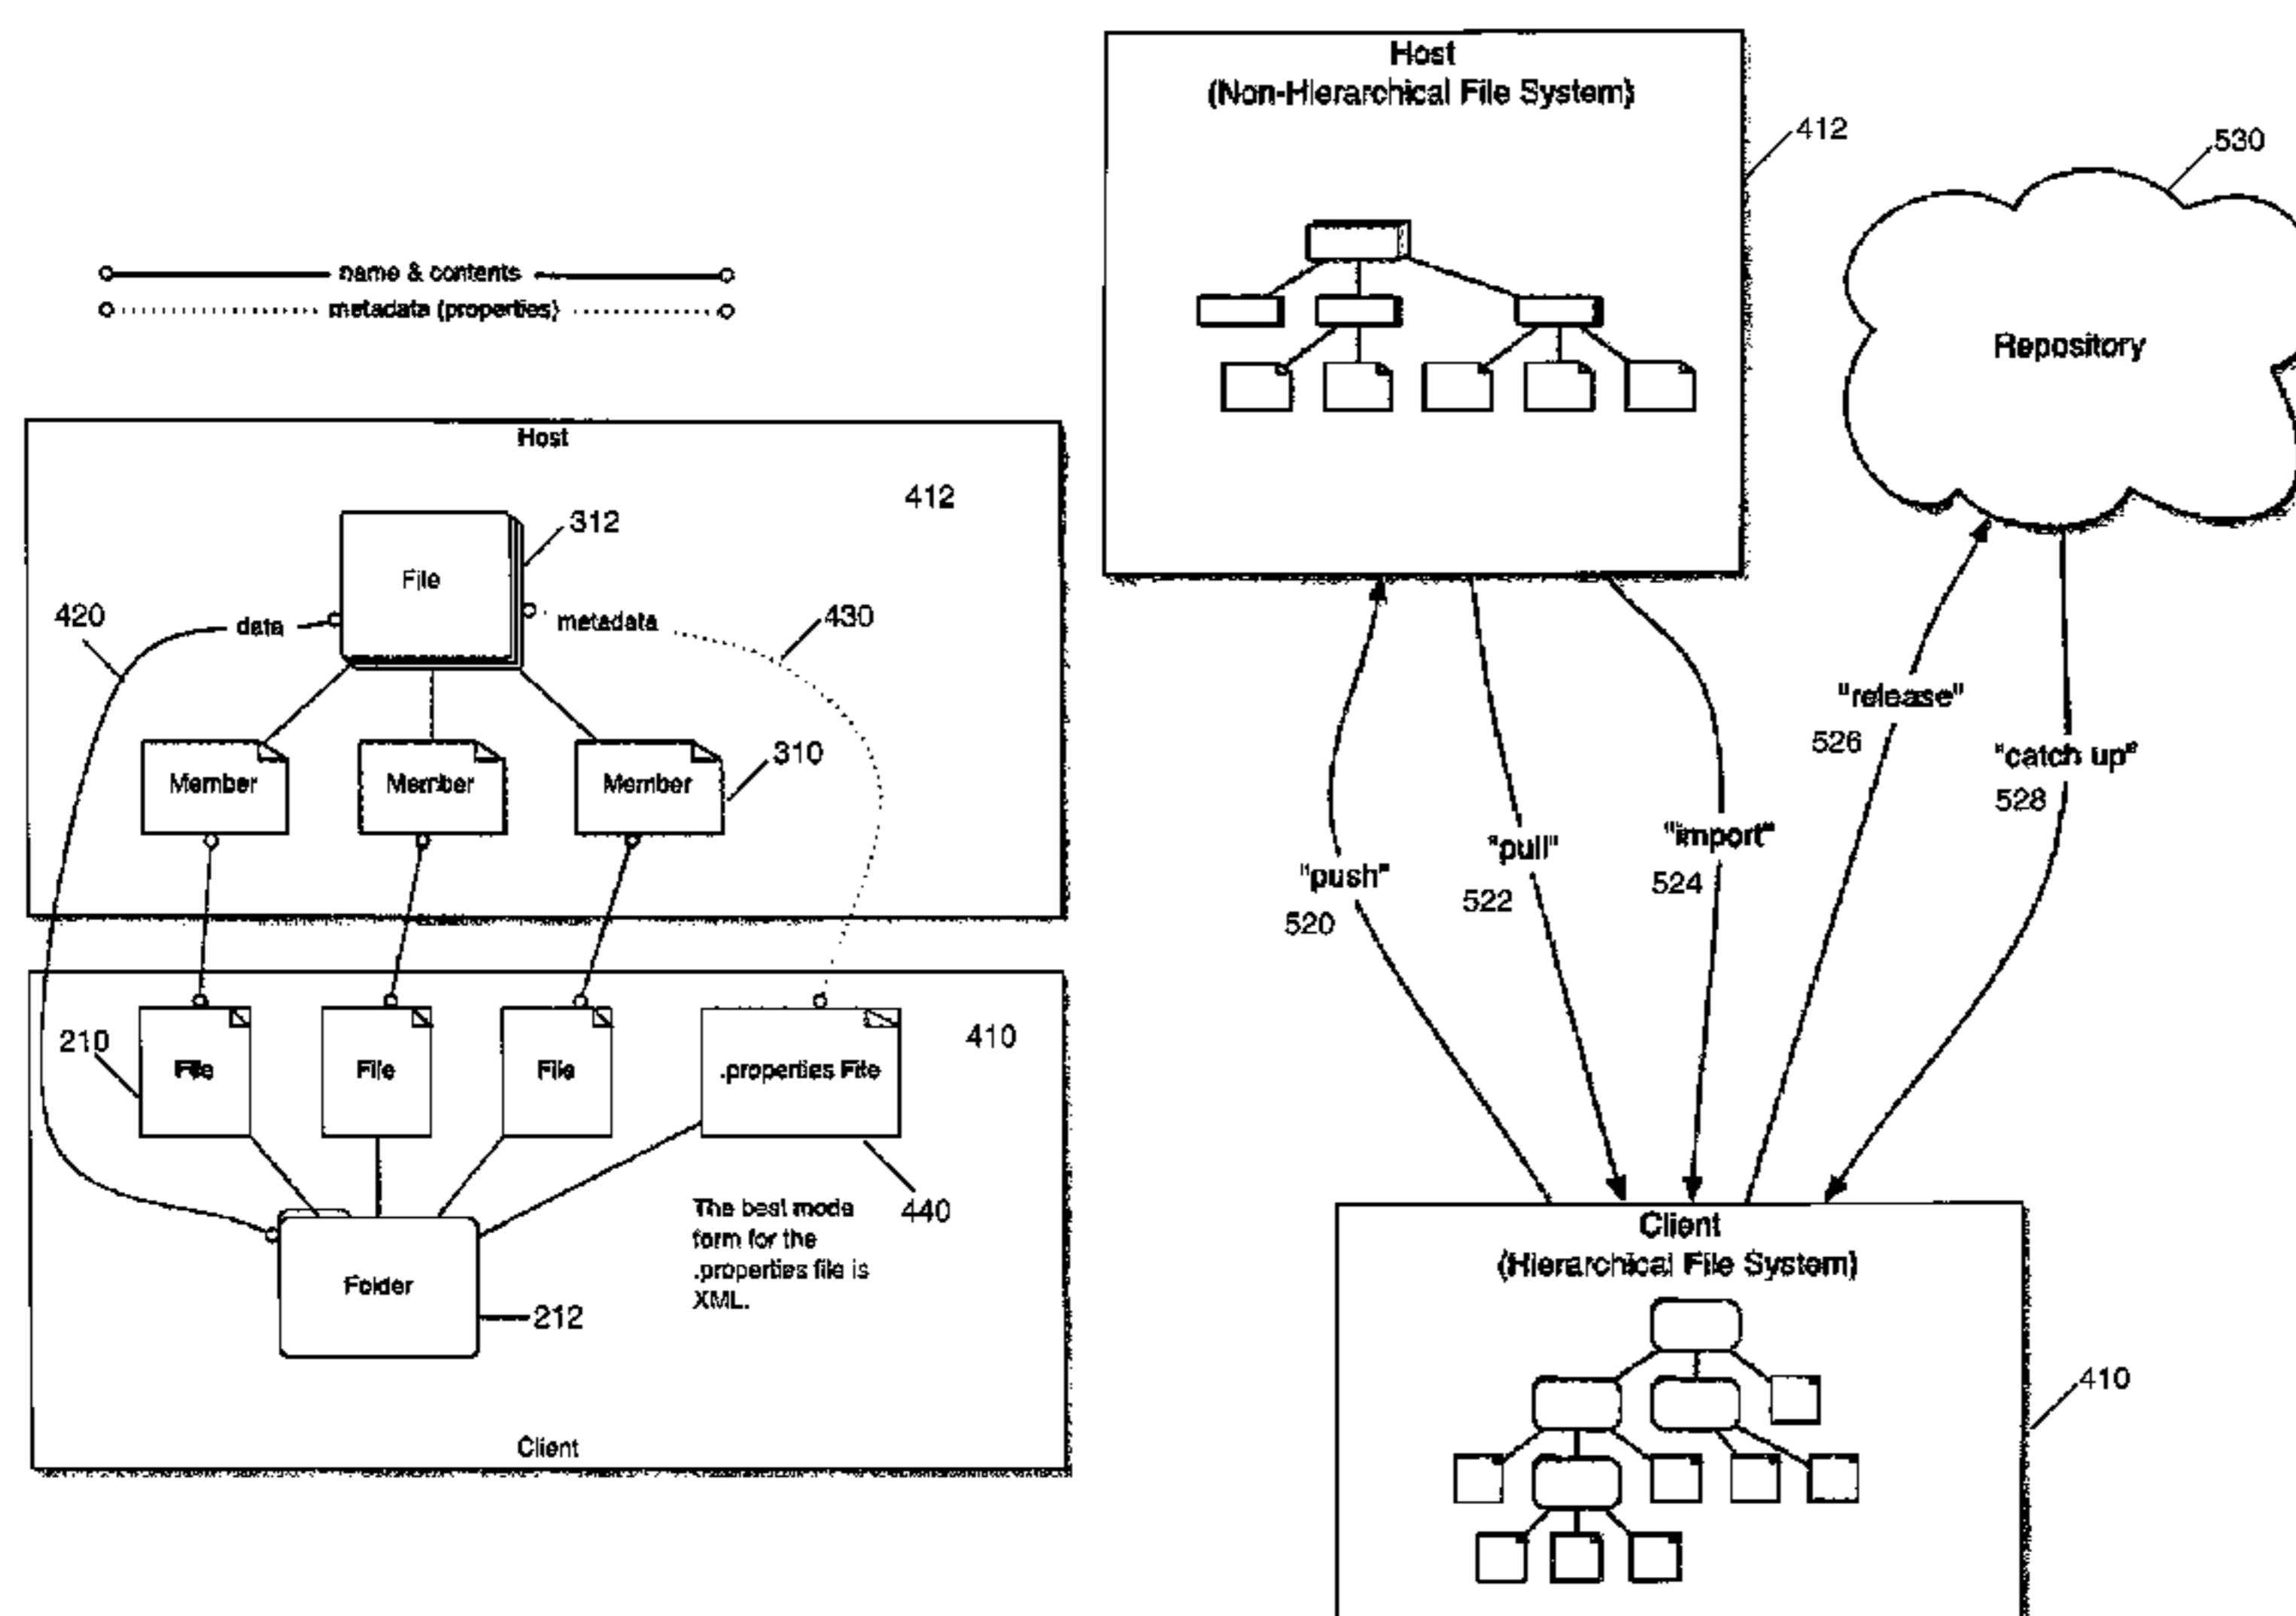 name & contents
metadata (properties)
Host
412
312
File
420
data
metadata
430
Member
Member
Member
310
210
File
File
File
.properties File
410
The best mode
form for the
.properties file is
XML.
440
Folder
212
Client
Host
(Non-Hierarchical File System)
412
530
Repository
"release"
526
"catch up"
528
"import"
524
"pull"
522
"push"
520
Client
(Hierarchical File System)
410